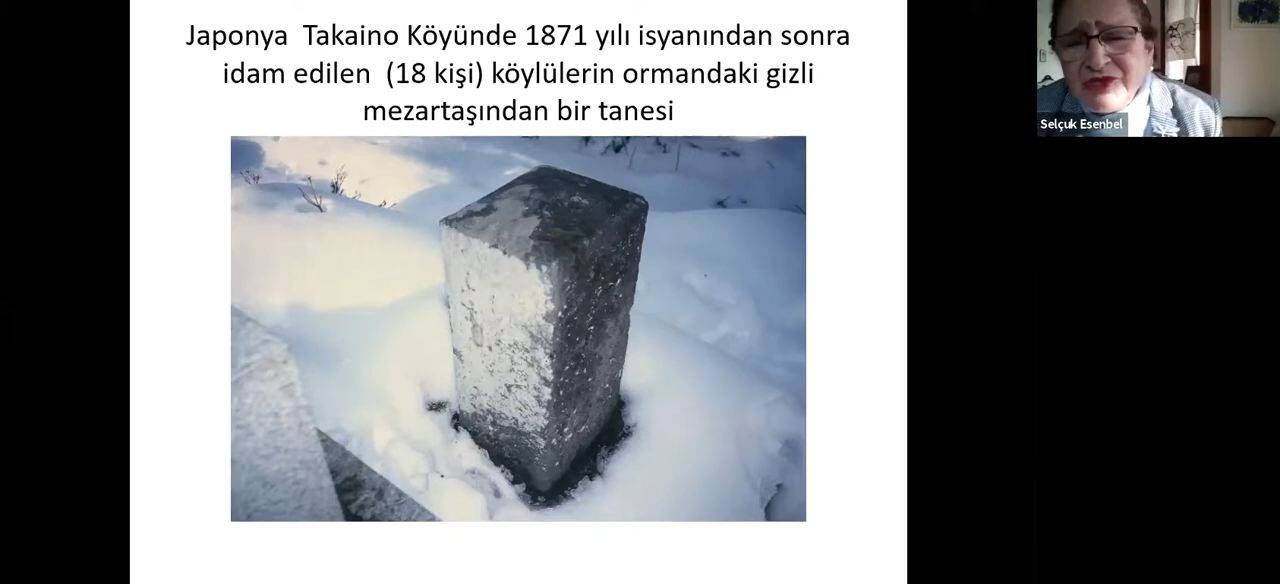 Japonya  Takaino Köyünde 1871 yılı isyanından sonra
idam edilen  (18 kişi) köylülerin ormandaki gizli
mezartaşından bir tanesi
Selçuk Esenbel